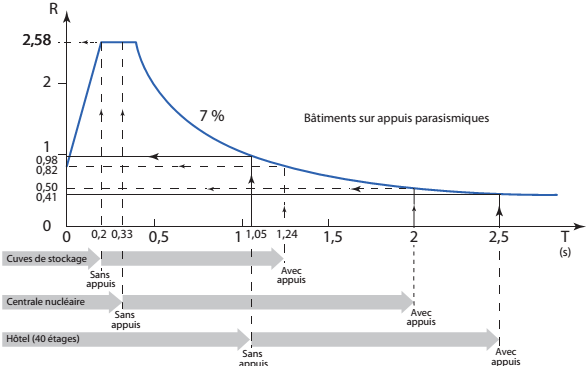 R
2,58
2
7 %
Bâtiments sur appuis parasismiques
1
0,98
0,82
0,50
0,41
0
0 0,2 0,33 0,5 1 1,05 1,24 1,5 2 2,5 T
(s)
Cuves de stockage
Sans
appuis
Avec
appuis
Centrale nucléaire
Sans
appuis
Avec
appuis
Hôtel (40 étages)
Sans
appuis
Avec
appuis